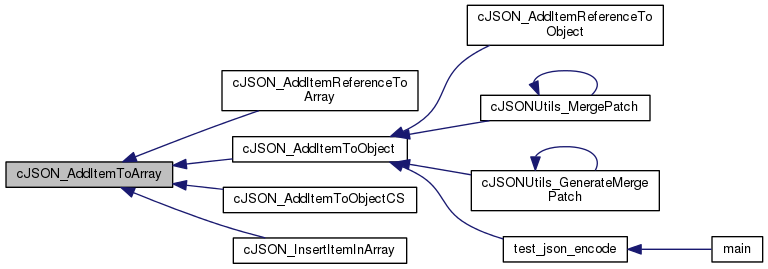 cJSON_AddItemReferenceTo
Object
cJSON_AddItemReferenceTo
Array
cJSONUtils_MergePatch
cJSON_AddItemToObject
cJSON_AddItemToArray
cJSONUtils_GenerateMerge
Patch
cJSON_AddItemToObjectCS
cJSON_InsertItemInArray
test_json_encode
main